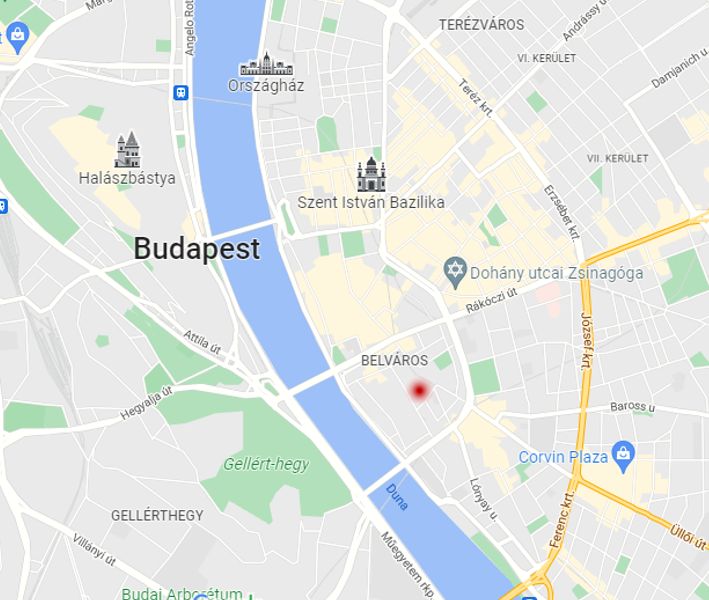 Angelo Rot
TERÉZVÁROS
Andrássy u
Országház
VI. KERÜLET
Damjanich u.
Teréz krt.
VII. KERÜLET
Halászbástya
Szent István Bazilika
Erzsébet krt.
Budapest
Dohány utcai Zsinagóga
Rákóczi út
Attila út
József krt.
BELVÁROS
Hegyalja út
Baross u
Gellért-hegy
Corvin Plaza
Duna
Lónyay u.
GELLÉRTHEGY
Ferenc krt.
Üllői út
Villányi út
Műegyetem rkp.
Budai Arborétum